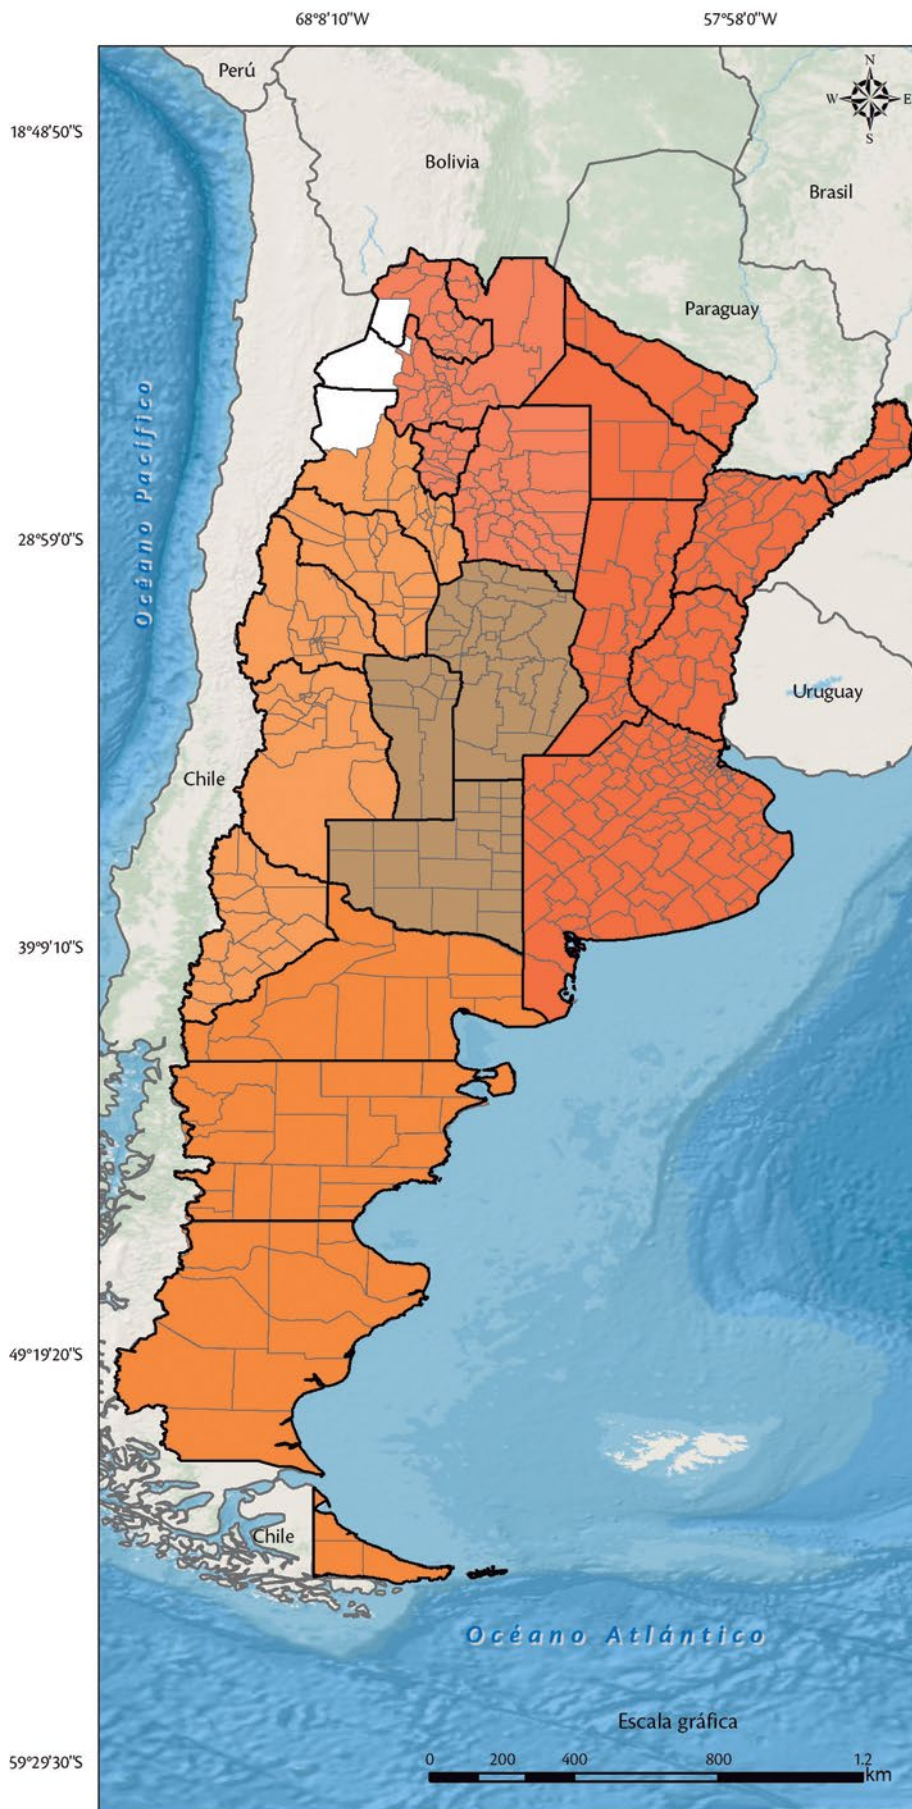 68°8'10"W 57°58'0"W
Perú
N
W E
S
18°48'50"S
Bolivia
Brasil
Paraguay
Océano Pacífico
28°59'0"S
Uruguay
Chile
39°9'10"S
49°19'20"S
Chile
Océano Atlántico
Escala gráfica
59°29'30"S
0 200 400 800 1.2
km